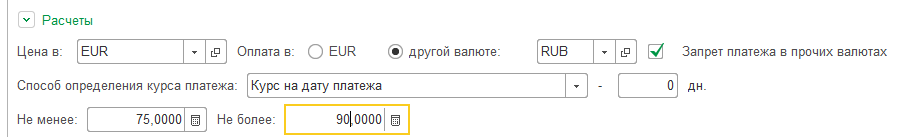 Расчеты
Цена в: EUR Оплата в: EUR другой валюте: RUB Запрет платежа в прочих валютах
Способ определения курса платежа: Курс на дату платежа - 0 дн.
Не менее: 75,0000 Не более: 90,0000